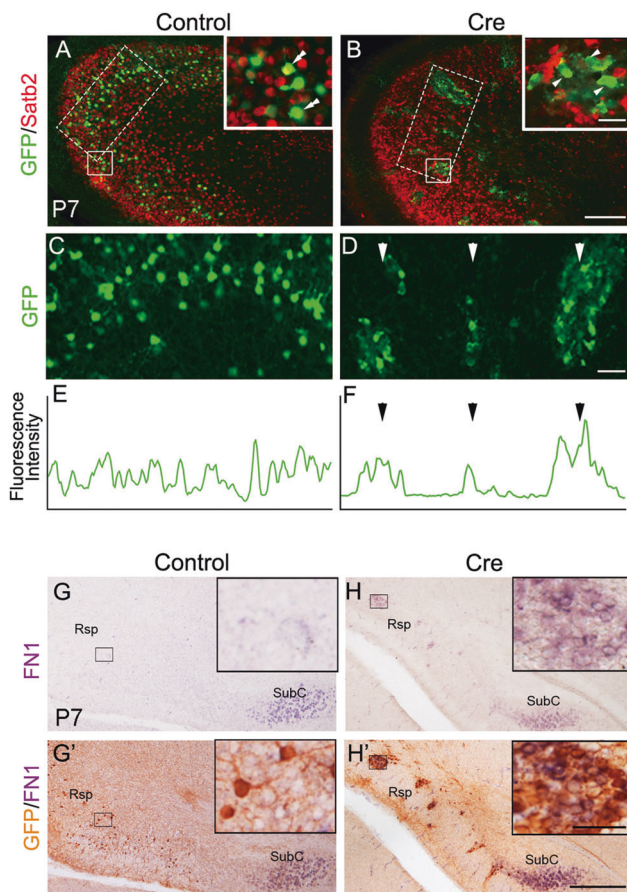 Control Cre
A B
GFP/Satb2
P7
C D
GFP
E F
Fluorescence
Intensity
Control Cre
G H
Rsp Rsp
FN1
SubC SubC
P7
G’ H’
Rsp Rsp
GFP/FN1
SubC SubC